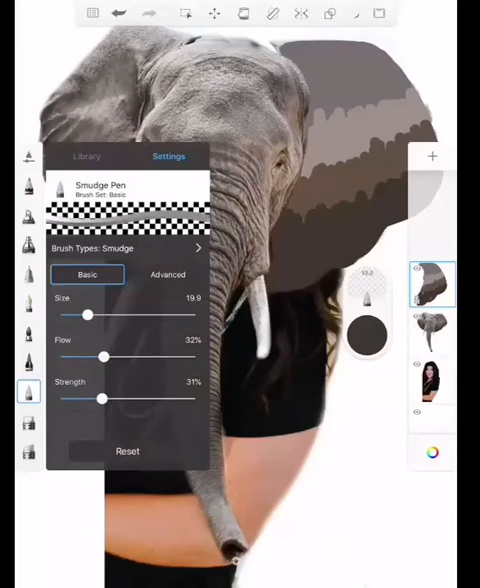 Library
Settings
Smudge Pen
Brush Set: Basic
Brush Types: Smudge
Basic
Advanced
Size
19.9
Flow
32%
Strength
31%
Reset